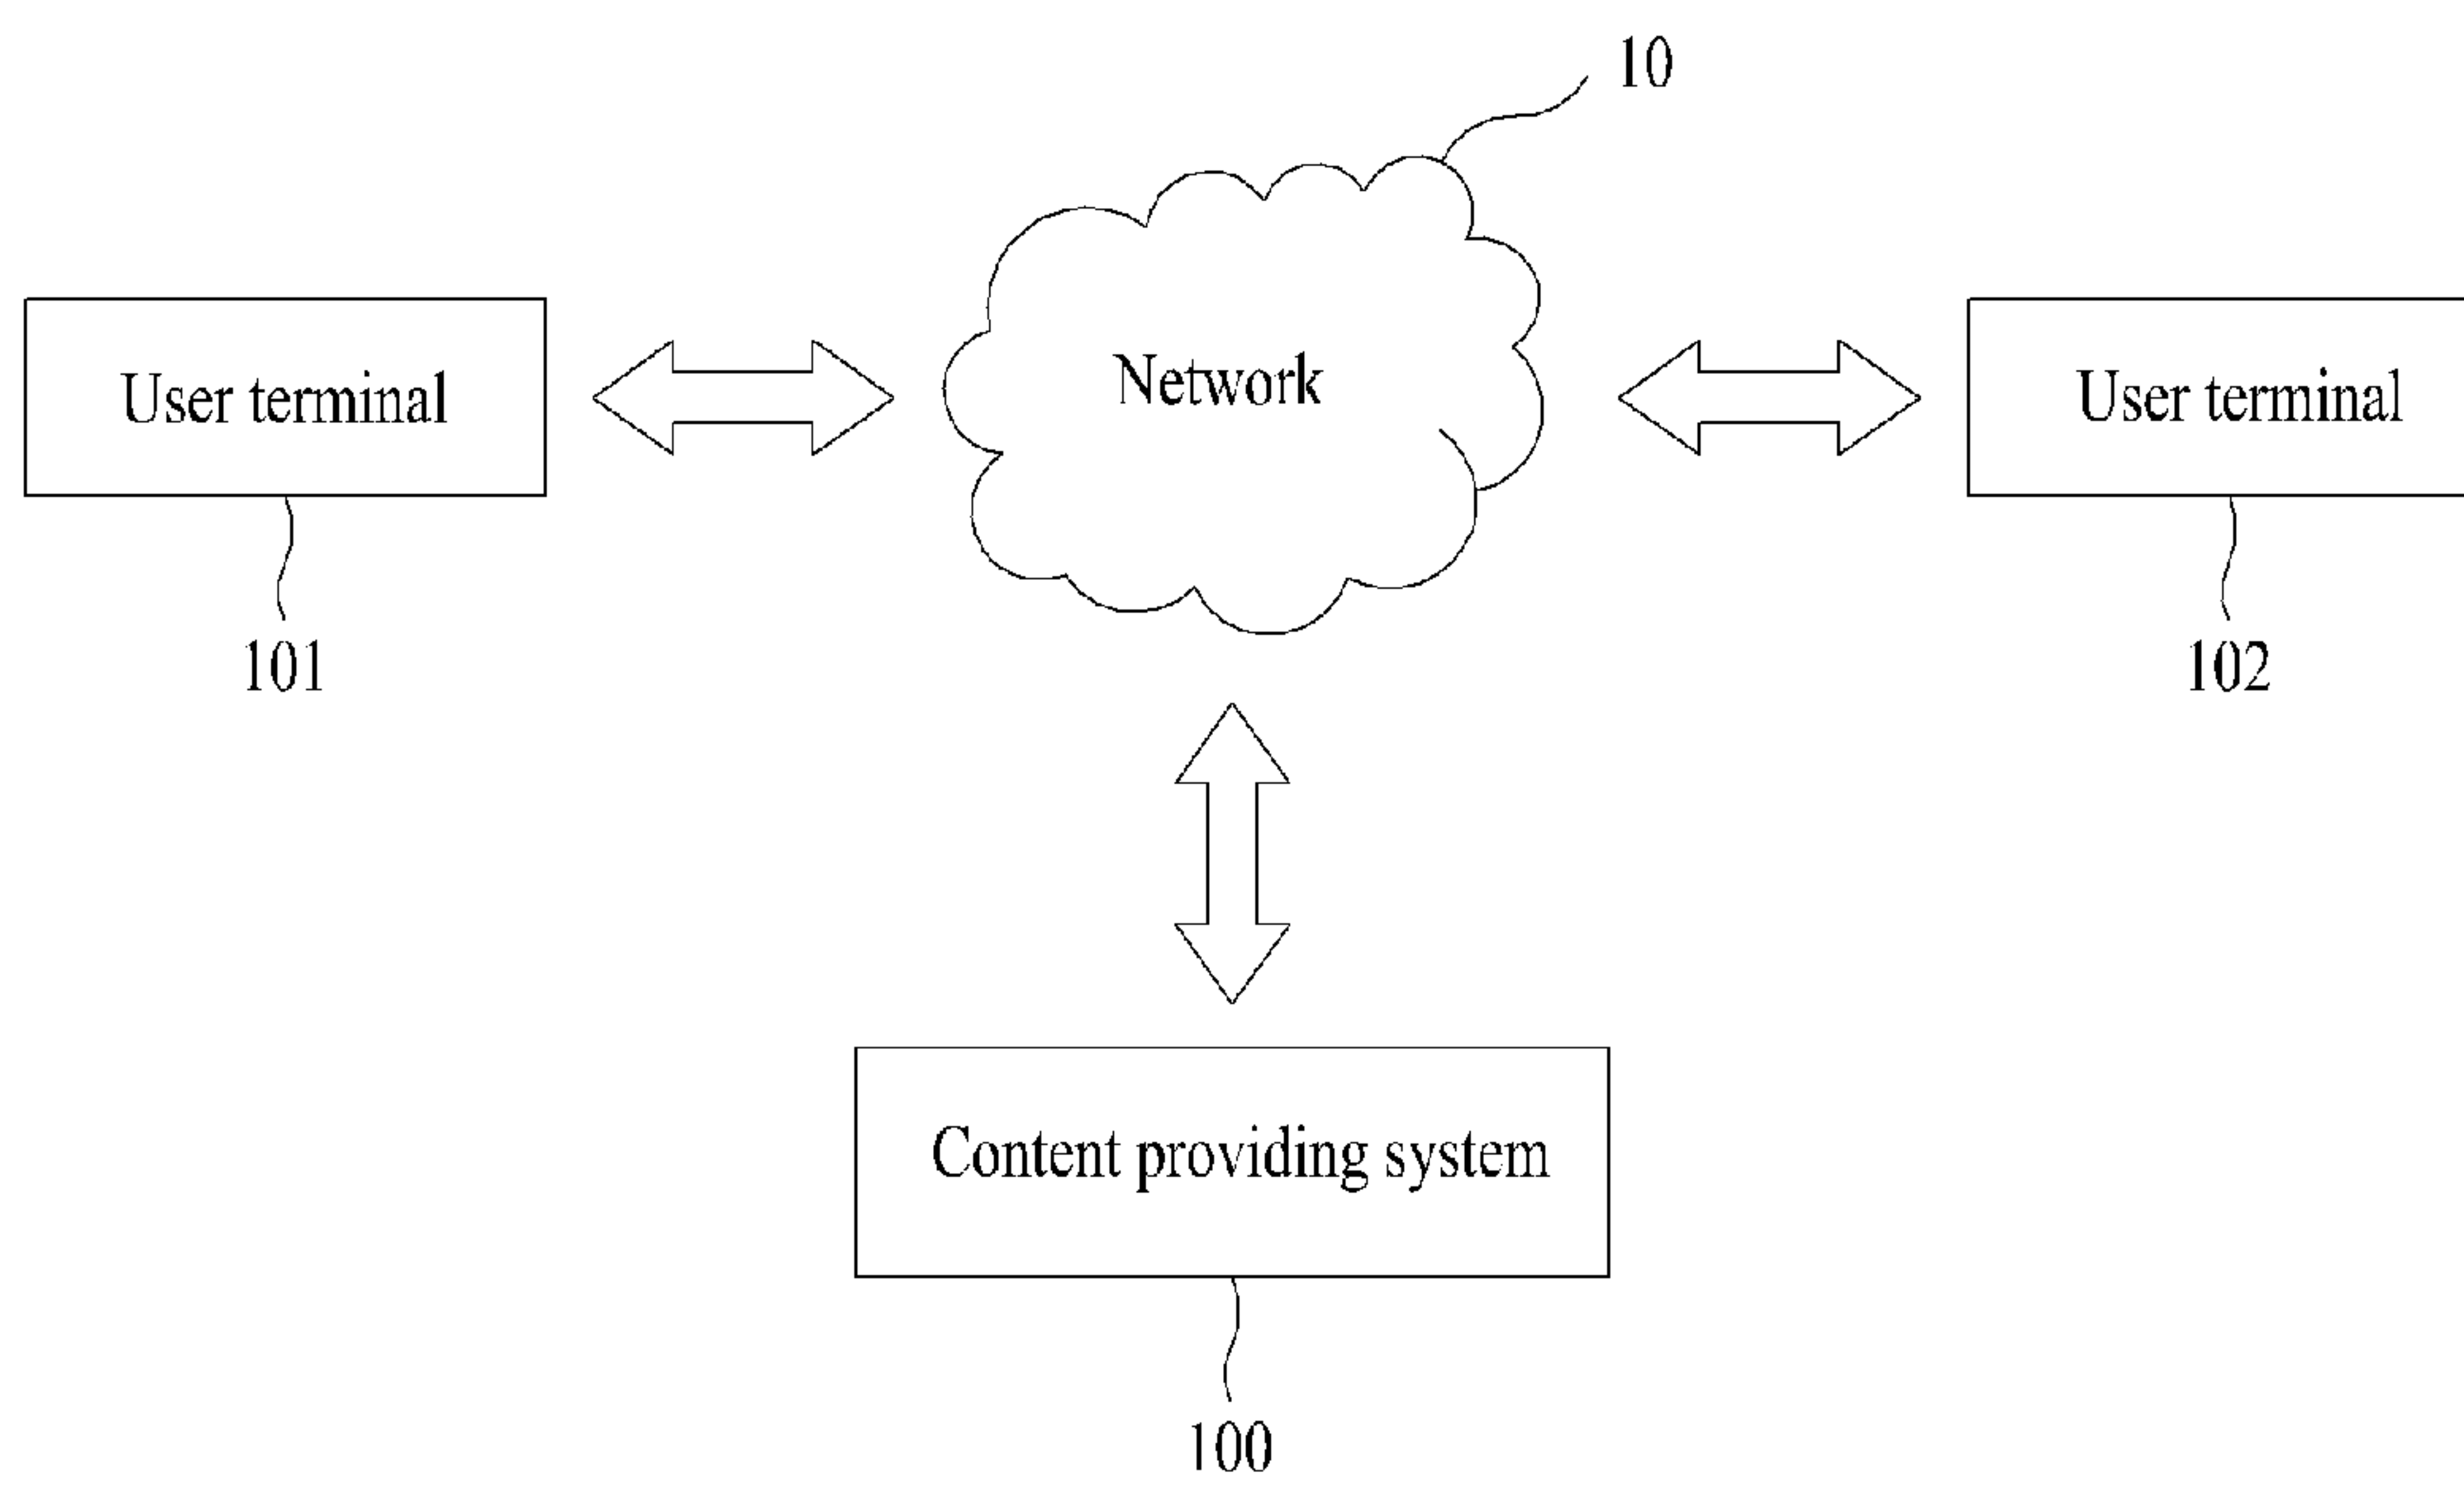 10
Network
User terminal
User terminal
101
102
Content providing system
100